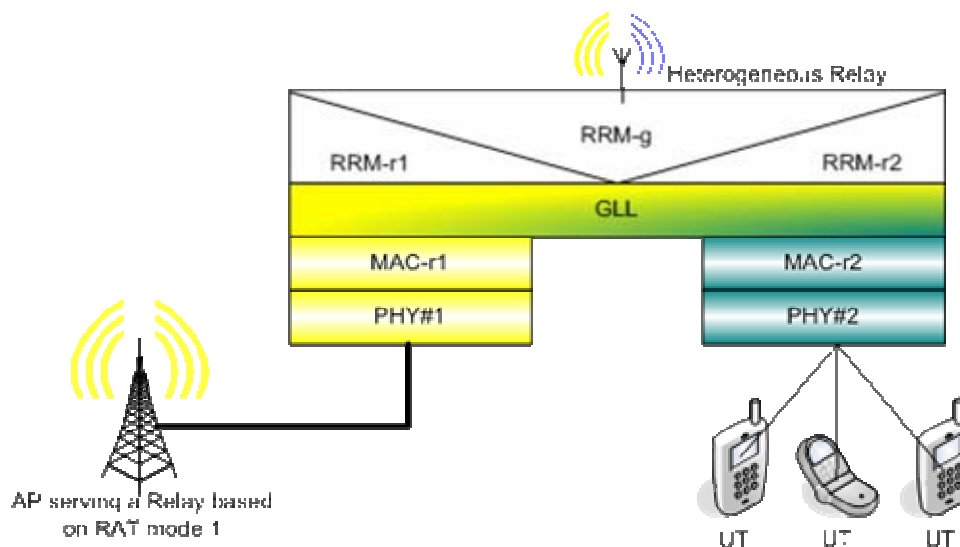 Heterogeneous Relay
RRM-g
RRM-r1
RRM-r2
GLL
MAC-r1
MAC-r2
PHY#1
PHY#2
AP serving a Relay based
on RAT mode 1
UT
UT
UT